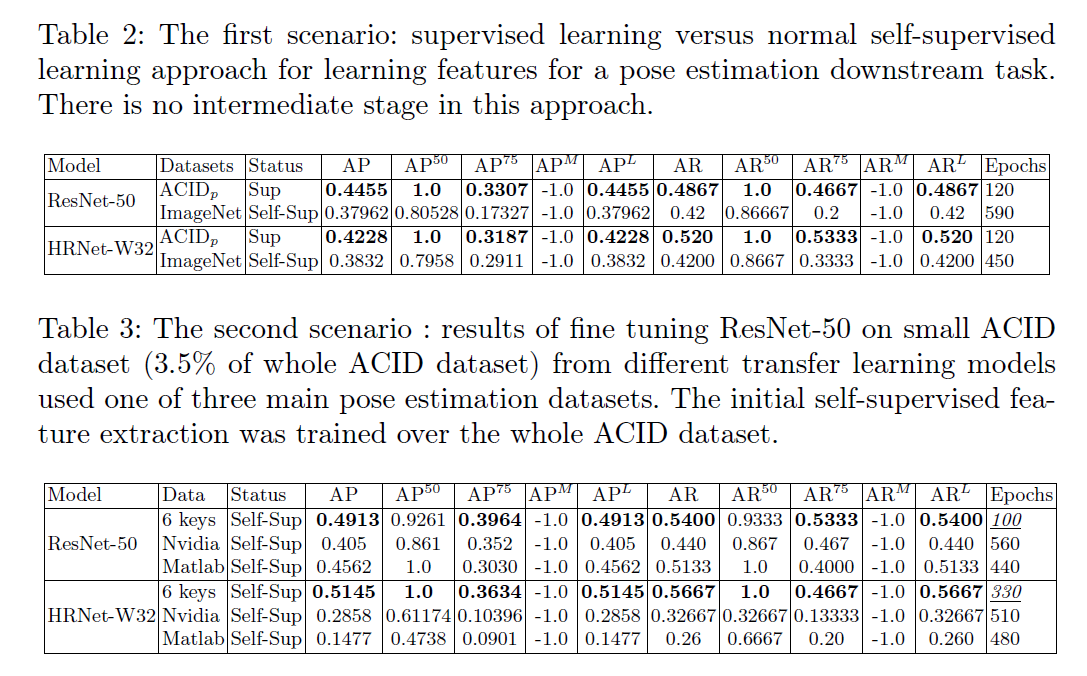 Table 2: The first scenario: supervised learning versus normal self-supervised
learning approach for learning features for a pose estimation downstream task.
There is no intermediate stage in this approach.
Model Datasets Status AP AP^50 AP^75 AP^M AP^L AR AR^50 AR^75 AR^M AR^L Epochs
ResNet-50 ACID_p Sup 0.4455 1.0 0.3307 -1.0 0.4455 0.4867 1.0 0.4667 -1.0 0.4867 120
ImageNet Self-Sup 0.37962 0.80528 0.17327 -1.0 0.37962 0.42 0.86667 0.2 -1.0 0.42 590
HRNet-W32 ACID_p Sup 0.4228 1.0 0.3187 -1.0 0.4228 0.520 1.0 0.5333 -1.0 0.520 120
ImageNet Self-Sup 0.3832 0.7958 0.2911 -1.0 0.3832 0.4200 0.8667 0.3333 -1.0 0.4200 450
Table 3: The second scenario : results of fine tuning ResNet-50 on small ACID
dataset (3.5% of whole ACID dataset) from different transfer learning models
used one of three main pose estimation datasets. The initial self-supervised fea-
ture extraction was trained over the whole ACID dataset.
Model Data Status AP AP^50 AP^75 AP^M AP^L AR AR^50 AR^75 AR^M AR^L Epochs
6 keys Self-Sup 0.4913 0.9261 0.3964 -1.0 0.4913 0.5400 0.9333 0.5333 -1.0 0.5400 100
ResNet-50 Nvidia Self-Sup 0.405 0.861 0.352 -1.0 0.405 0.440 0.867 0.467 -1.0 0.440 560
Matlab Self-Sup 0.4562 1.0 0.3030 -1.0 0.4562 0.5133 1.0 0.4000 -1.0 0.5133 440
6 keys Self-Sup 0.5145 1.0 0.3634 -1.0 0.5145 0.5667 1.0 0.4667 -1.0 0.5667 330
HRNet-W32 Nvidia Self-Sup 0.2858 0.61174 0.10396 -1.0 0.2858 0.32667 0.32667 0.13333 -1.0 0.32667 510
Matlab Self-Sup 0.1477 0.4738 0.0901 -1.0 0.1477 0.26 0.6667 0.20 -1.0 0.260 480